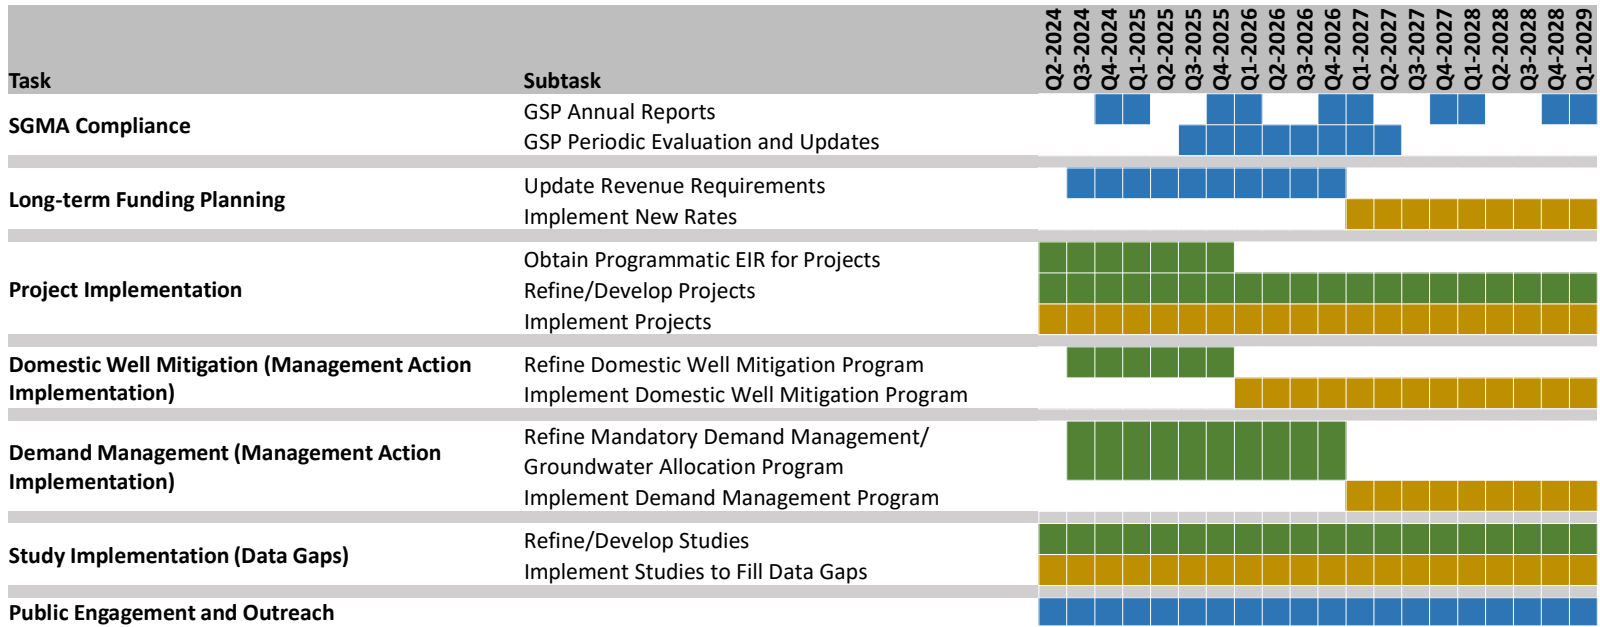 Task
Subtask
Q2-2024
Q3-2024
Q4-2024
Q1-2025
Q2-2025
Q3-2025
Q4-2025
Q1-2026
Q2-2026
Q3-2026
Q4-2026
Q1-2027
Q2-2027
Q3-2027
Q4-2027
Q1-2028
Q2-2028
Q3-2028
Q4-2028
Q1-2029
SGMA Compliance
GSP Annual Reports
GSP Periodic Evaluation and Updates
Long-term Funding Planning
Update Revenue Requirements
Implement New Rates
Project Implementation
Obtain Programmatic EIR for Projects
Refine/Develop Projects
Implement Projects
Domestic Well Mitigation (Management Action
Implementation)
Refine Domestic Well Mitigation Program
Implement Domestic Well Mitigation Program
Demand Management (Management Action
Implementation)
Refine Mandatory Demand Management/
Groundwater Allocation Program
Implement Demand Management Program
Study Implementation (Data Gaps)
Refine/Develop Studies
Implement Studies to Fill Data Gaps
Public Engagement and Outreach